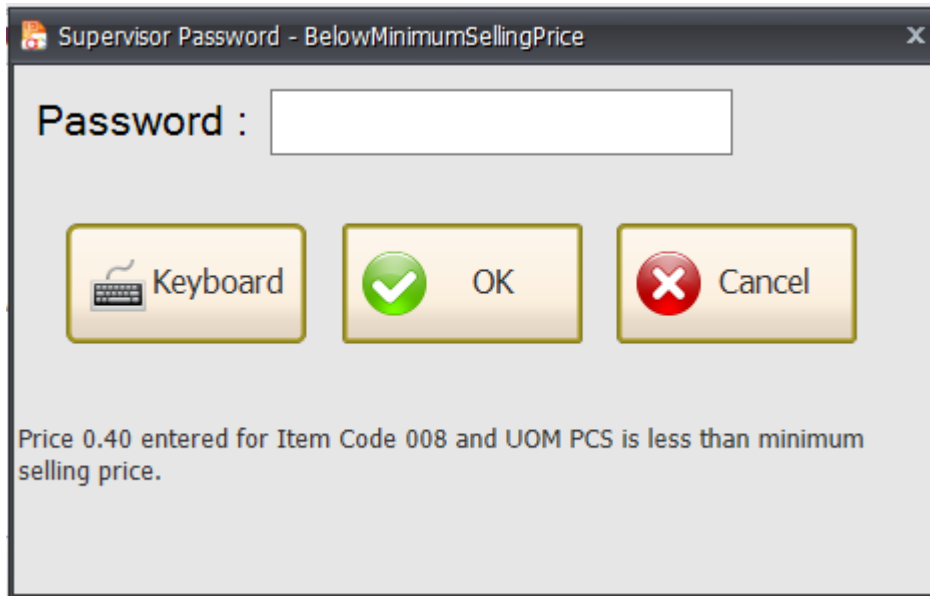 Supervisor Password - BelowMinimumSellingPrice
Password :
Keyboard
OK
Cancel
Price 0.40 entered for Item Code 008 and UOM PCS is less than minimum
selling price.